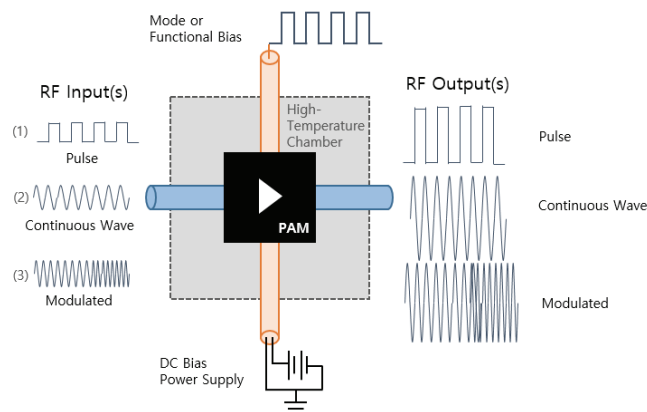 Mode or
Functional Bias
RF Input(s)
RF Output(s)
High-
Temperature
Chamber
(1)
Pulse
Pulse
(2)
Continuous Wave
Continuous Wave
PAM
(3)
Modulated
Modulated
DC Bias
Power Supply